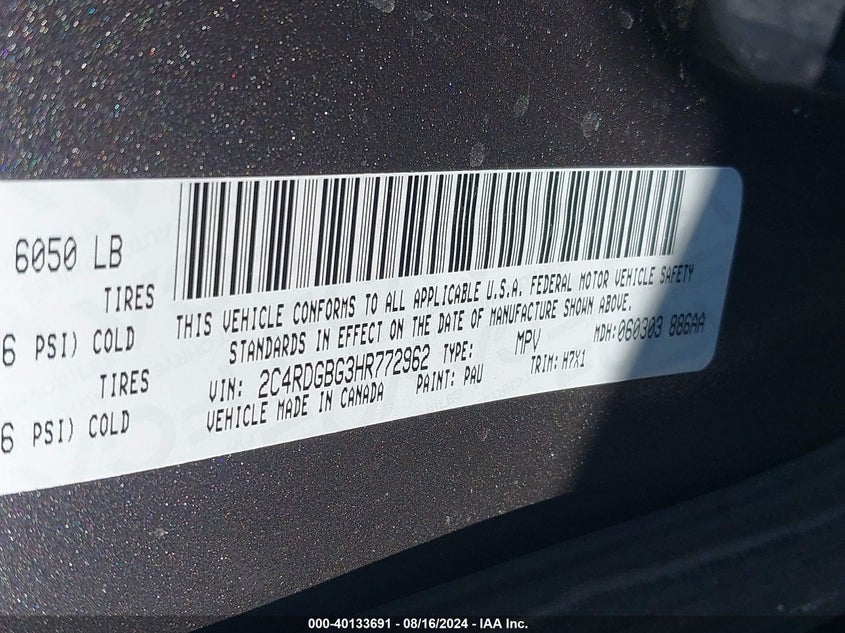 6050 LB
TIRES
6 PSI) COLD
TIRES
6 PSI) COLD
THIS VEHICLE CONFORMS TO ALL APPLICABLE U.S.A. FEDERAL MOTOR VEHICLE SAFETY
STANDARDS IN EFFECT ON THE DATE OF MANUFACTURE SHOWN ABOVE.
VIN: 2C4RDGBG3HR772962 TYPE: MPV MDH:060303 886AA
VEHICLE MADE IN CANADA PAINT: PAU TRIM: H7X1
000-40133691 - 08/16/2024 - IAA Inc.